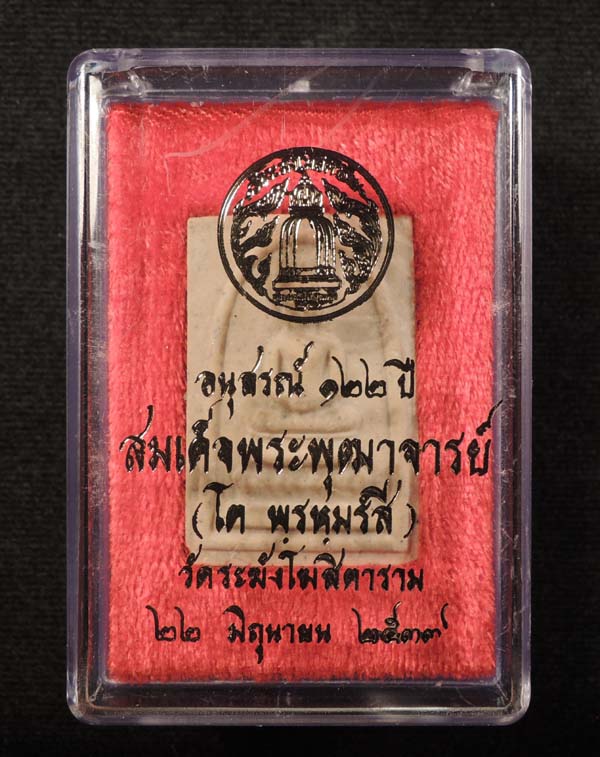 อนุสรณ์ ๑๒๒ ปี
สมเด็จพระพุฒาจารย์
(โต พฺรหฺมรํสี)
วัดระฆังโฆสิตาราม
๒๒ มิถุนายน ๒๕๓๗